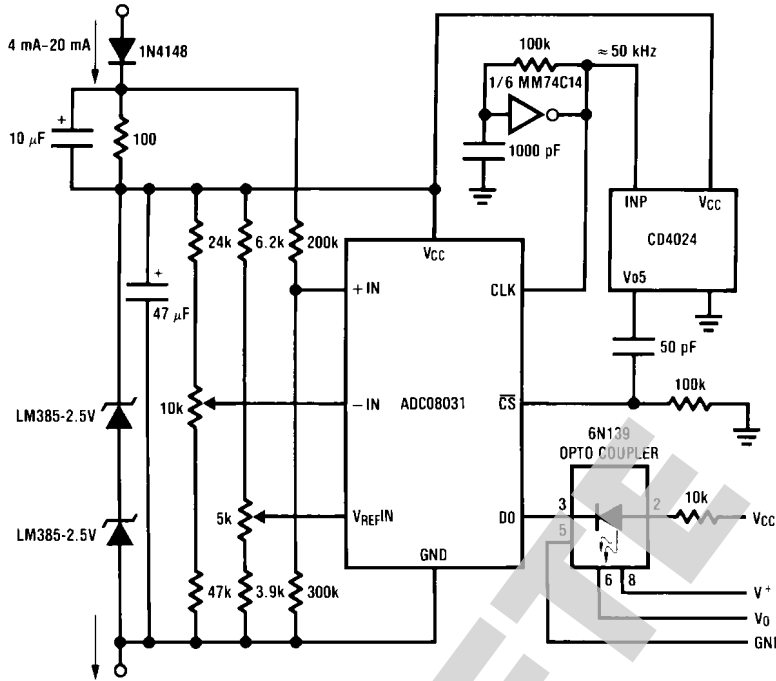 4 mA-20 mA
1N4148
+
10 µF
100
100k
≈ 50 kHz
1/6 MM74C14
1000 pF
INP
VCC
CD4024
Vo5
24k
6.2k
200k
VCC
+
47 µF
+ IN
CLK
50 pF
LM385-2.5V
10k
− IN
ADC08031
CS
100k
6N139
OPTO COUPLER
LM385-2.5V
5k
VREFIN
DO
3
2
10k
VCC
5
GND
6
8
47k
3.9k
300k
V+
VO
GND
ETE